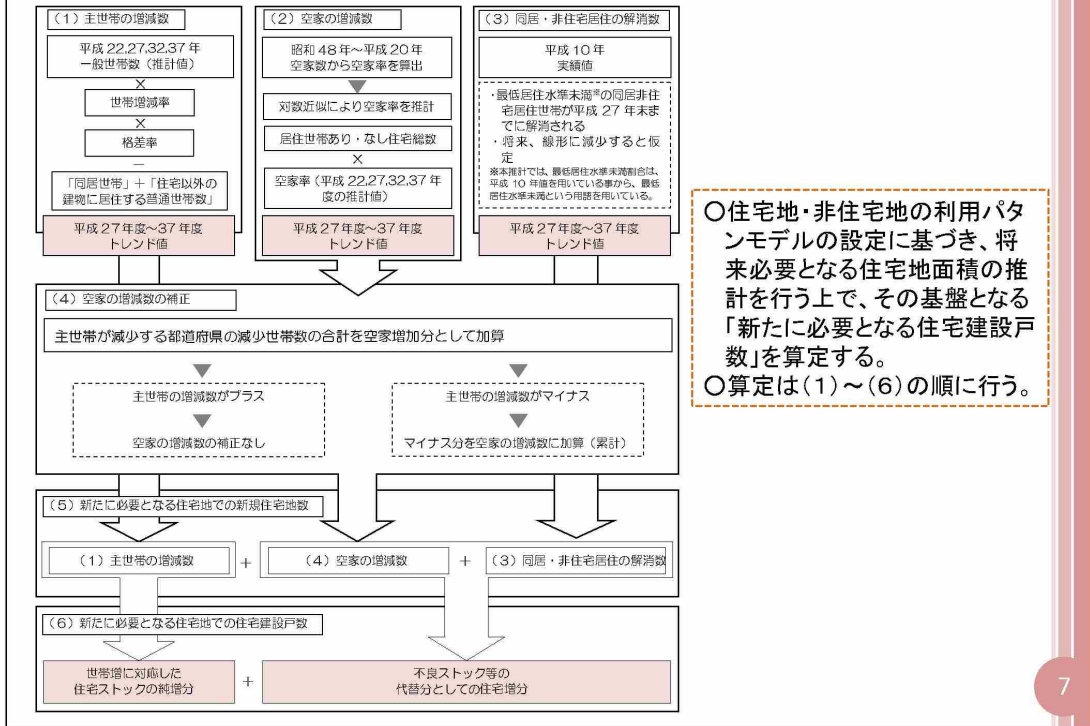 (1)主世帯の増減数
平成 22,27,32,37 年
一般世帯数(推計値)
×
世帯増減率
×
格差率
−
「同居世帯」+「住宅以外の
建物に居住する普通世帯数」
平成 27年度~37 年度
トレンド値
(2)空家の増減数
昭和 48 年~平成 20 年
空家数から空家率を算出
対数近似により空家率を推計
居住世帯あり・なし住宅総数
×
空家率(平成 22,27,32,37 年
度の推計値)
平成 27年度~37 年度
トレンド値
(3)同居・非住宅居住の解消数
平成 10 年
実績値
・最低居住水準未満※の同居非住
宅居住世帯が平成 27 年末ま
でに解消される
・将来、線形に減少すると仮
定
※本推計では、最低居住水準未満割合は、
平成 10 年値を用いている事から、最低
居住水準未満という用語を用いている。
平成 27年度~37 年度
トレンド値
(4)空家の増減数の補正
主世帯が減少する都道府県の減少世帯数の合計を空家増加分として加算
主世帯の増減数がプラス
空家の増減数の補正なし
主世帯の増減数がマイナス
マイナス分を空家の増減数に加算(累計)
(5)新たに必要となる住宅地での新規住宅地数
(1)主世帯の増減数
+
(4)空家の増減数
+
(3)同居・非住宅居住の解消数
(6)新たに必要となる住宅地での住宅建設戸数
世帯増に対応した
住宅ストックの純増分
+
不良ストック等の
代替分としての住宅増分
○住宅地・非住宅地の利用パタ
ンモデルの設定に基づき、将
来必要となる住宅地面積の推
計を行う上で、その基盤となる
「新たに必要となる住宅建設戸
数」を算定する。
○算定は(1)~(6)の順に行う。
7